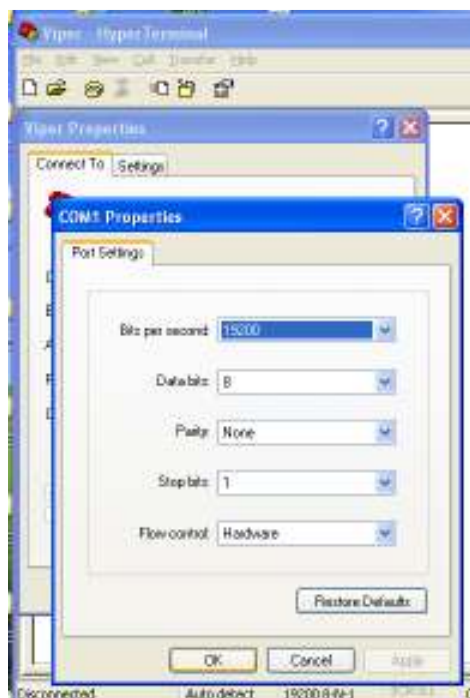 Viper - HyperTerminal
File Edit View Call Transfer Help
Viper Properties
Connect To Settings
COM1 Properties
Port Settings
Bits per second: 19200
Data bits: 8
Parity: None
Stop bits: 1
Flow control: Hardware
Restore Defaults
OK Cancel Apply
Disconnected Auto detect 19200 8-N-1